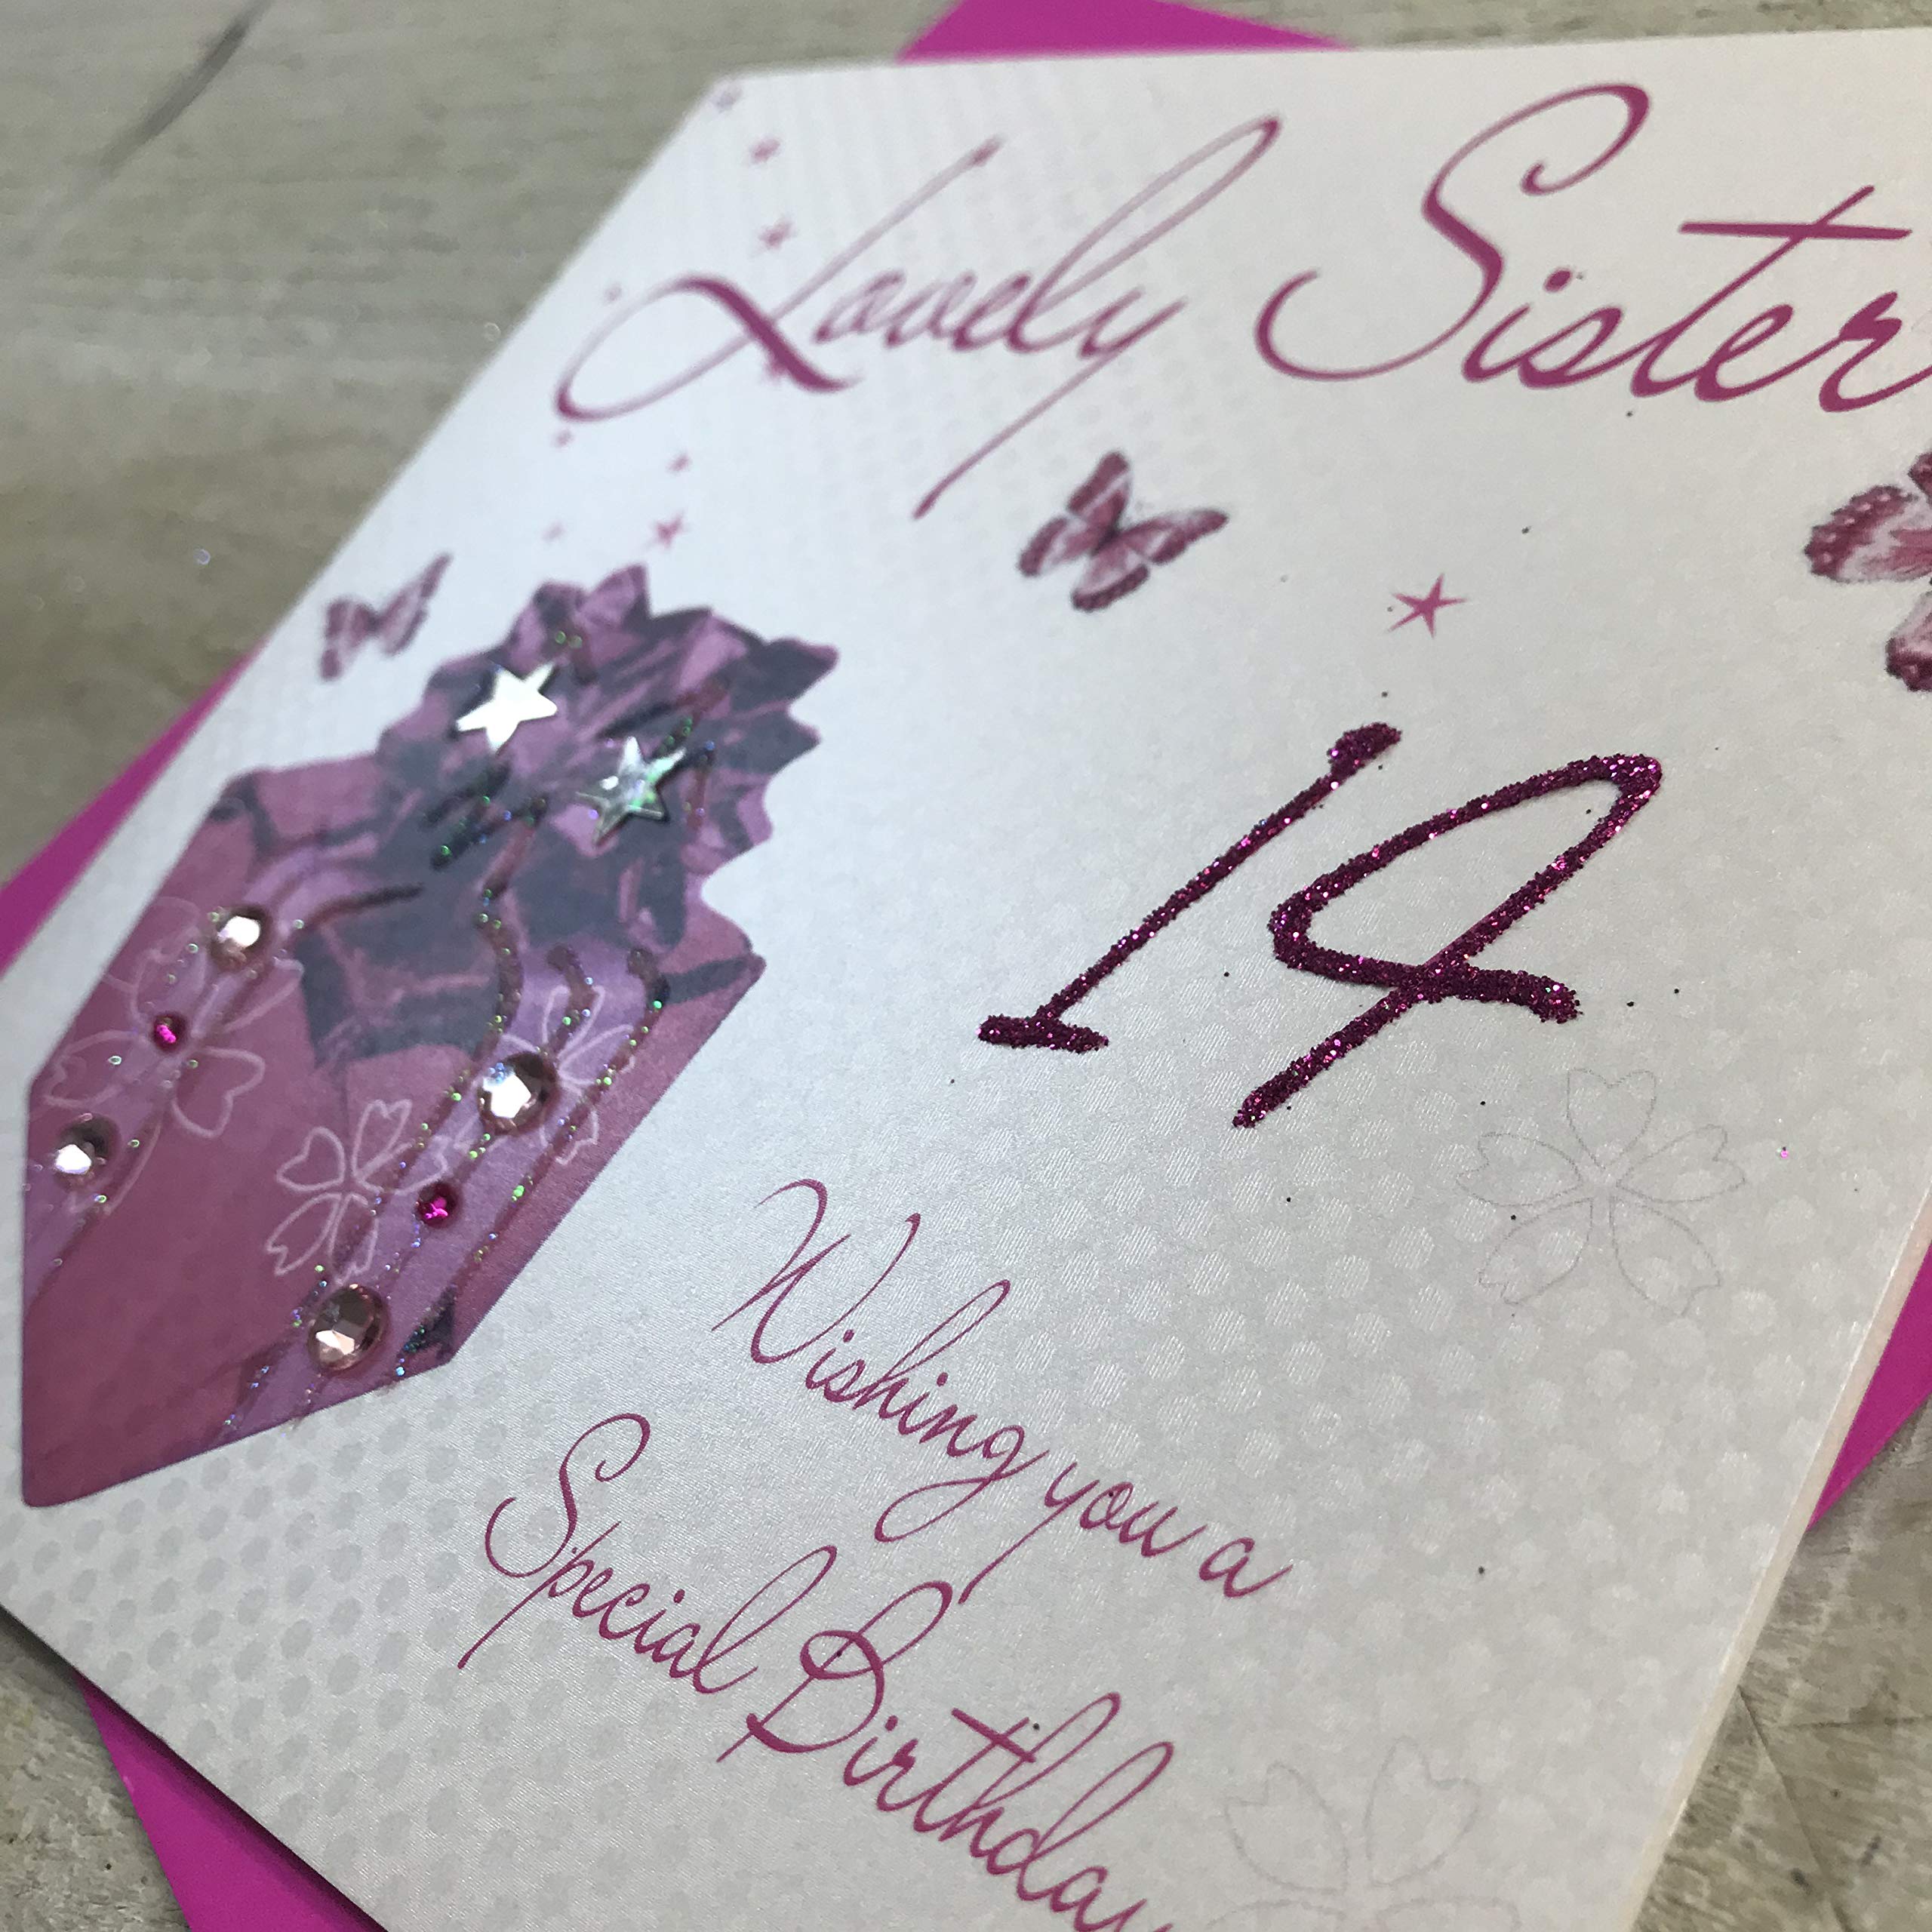 Lovely Sister
14
Wishing you a
Special Birthday